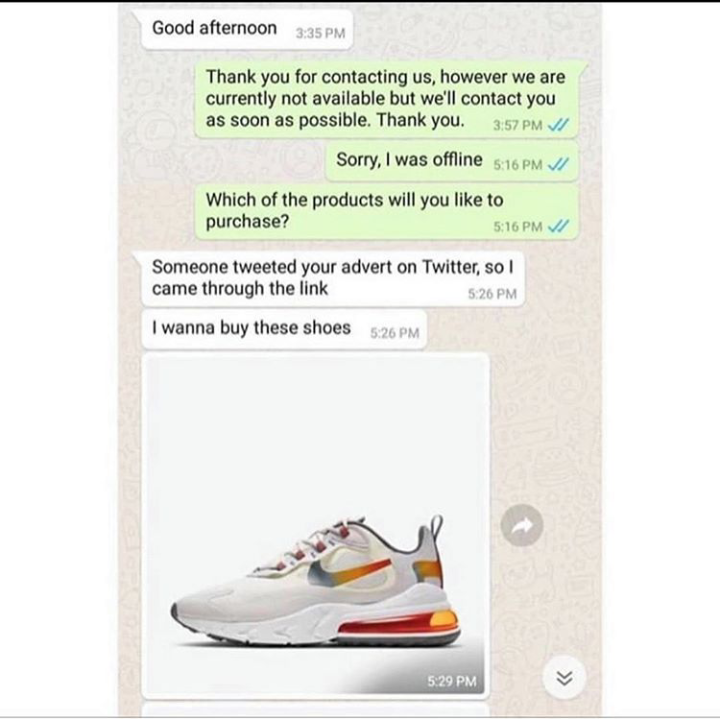 Good afternoon 3:35 PM
Thank you for contacting us, however we are
currently not available but we'll contact you
as soon as possible. Thank you. 3:57 PM
Sorry, I was offline 5:16 PM
Which of the products will you like to
purchase? 5:16 PM
Someone tweeted your advert on Twitter, so I
came through the link 5:26 PM
I wanna buy these shoes 5:26 PM
5:29 PM